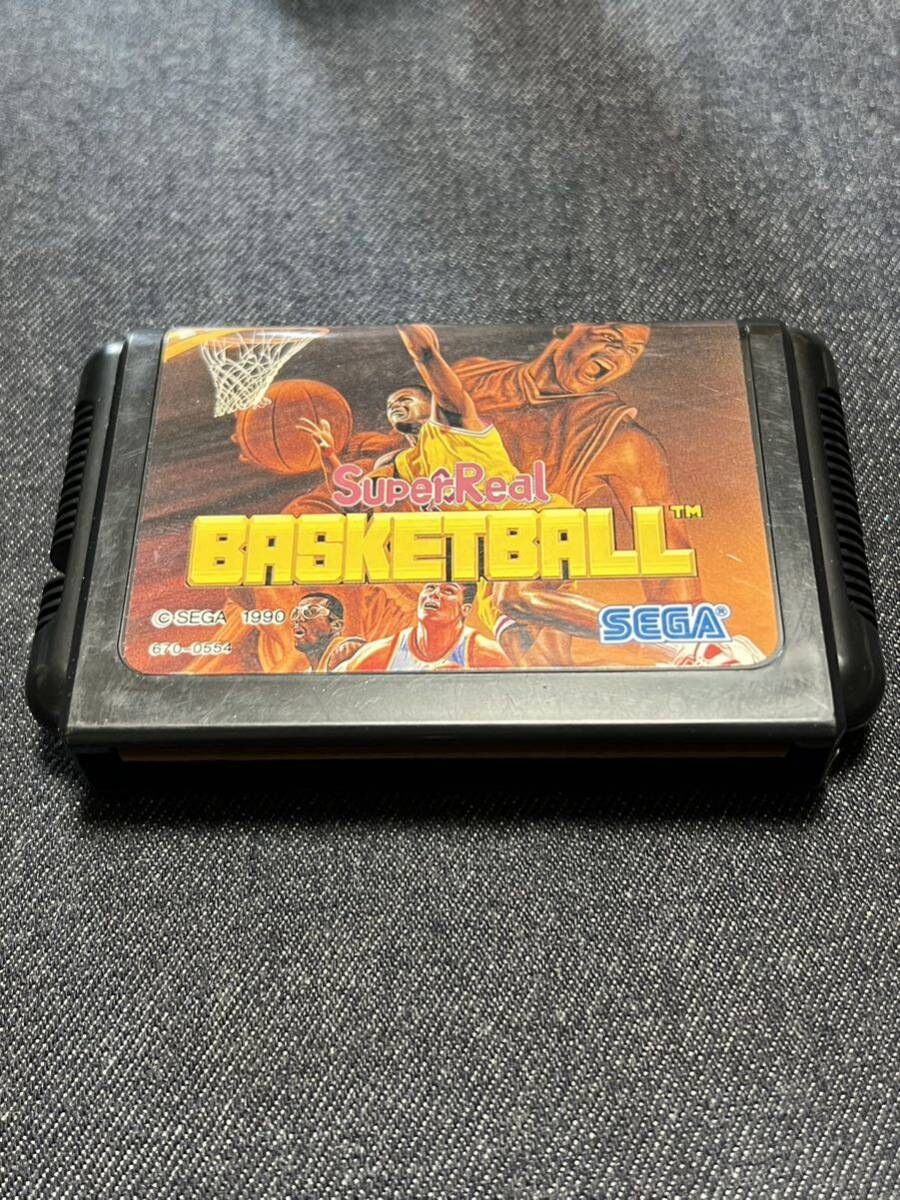 Super Real
BASKETBALL™
© SEGA 1990
670-0554
SEGA®